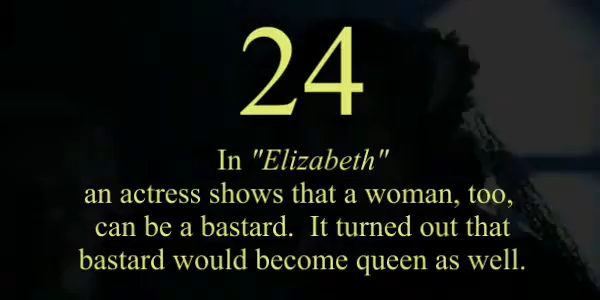 24
In "Elizabeth"
an actress shows that a woman, too,
can be a bastard.  It turned out that
bastard would become queen as well.